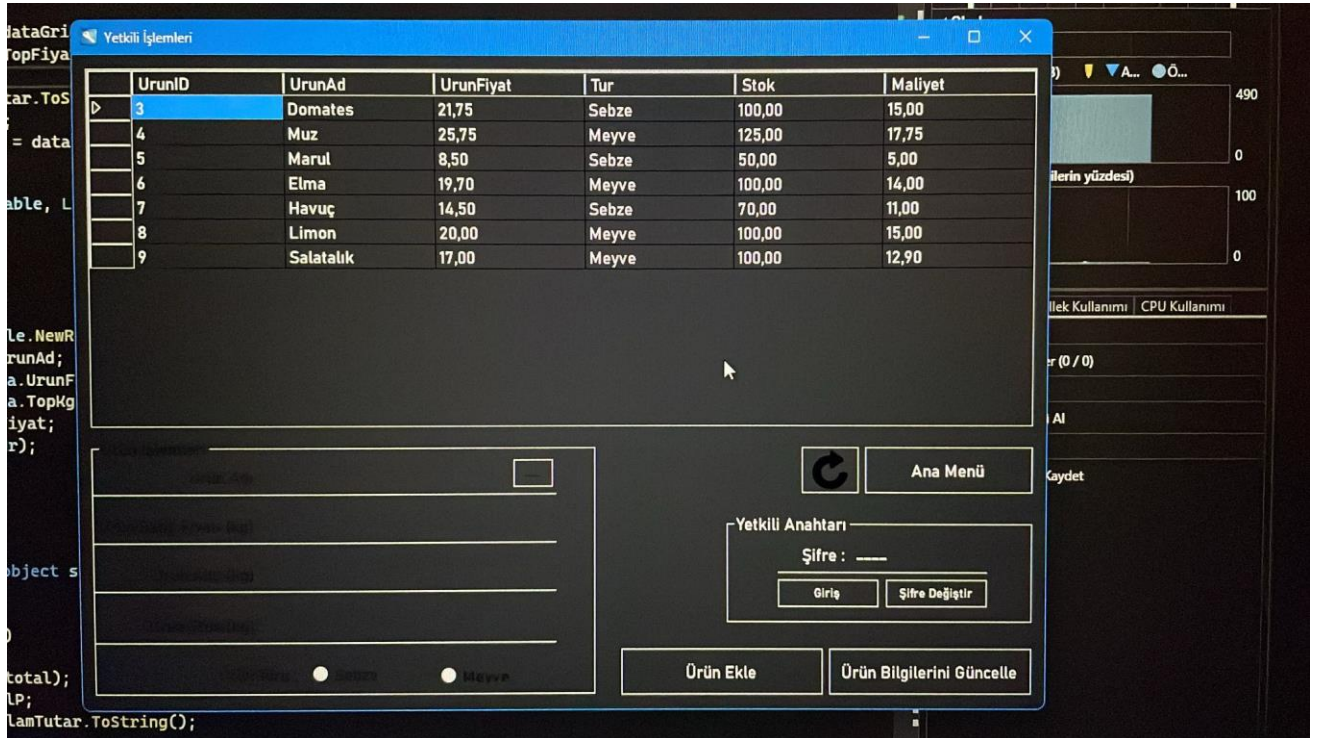 dataGri
TopFiya
tar.ToS
;
= data
able, L
le.NewR
runAd;
a.UrunF
a.TopKg
iyat;
r);
object s
)
total);
lP;
lamTutar.ToString();
Yetkili İşlemleri
UrunID UrunAd UrunFiyat Tur Stok Maliyet
3 Domates 21,75 Sebze 100,00 15,00
4 Muz 25,75 Meyve 125,00 17,75
5 Marul 8,50 Sebze 50,00 5,00
6 Elma 19,70 Meyve 100,00 14,00
7 Havuç 14,50 Sebze 70,00 11,00
8 Limon 20,00 Meyve 100,00 15,00
9 Salatalık 17,00 Meyve 100,00 12,90
Sebze Meyve
Ana Menü
Yetkili Anahtarı
Şifre : ----
Giriş Şifre Değiştir
Ürün Ekle Ürün Bilgilerini Güncelle
A... Ö...
490
0
ilerin yüzdesi)
100
0
llek Kullanımı CPU Kullanımı
er (0 / 0)
Al
Kaydet